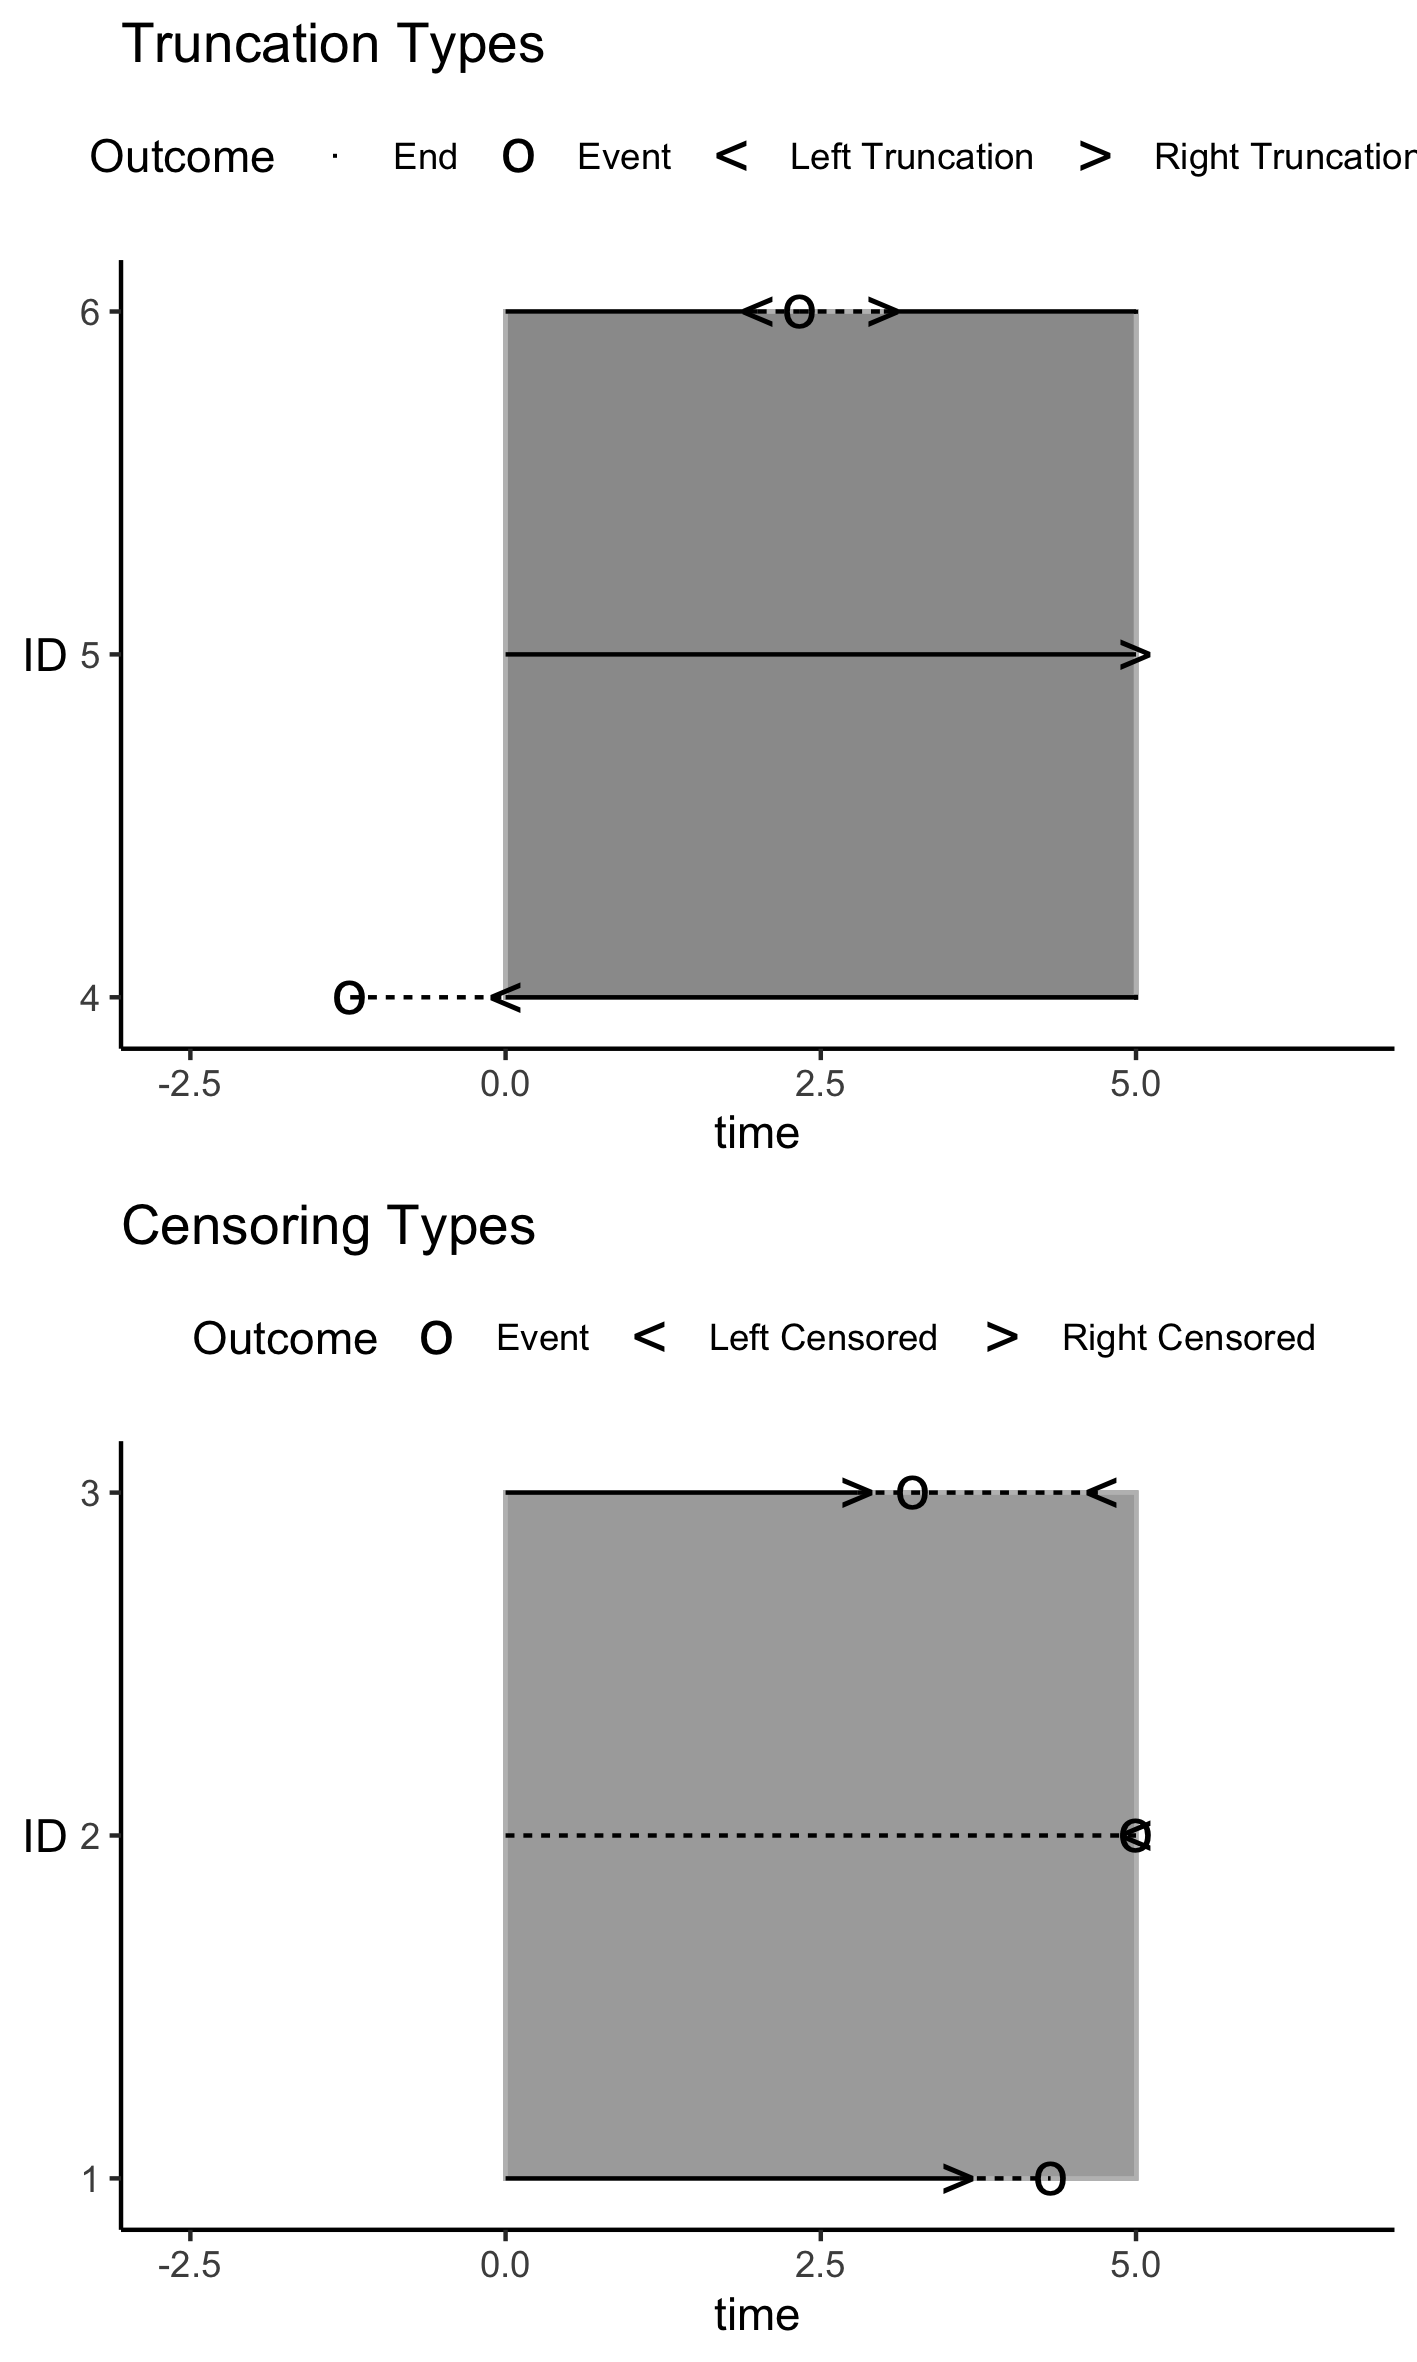 Truncation Types
Outcome · End O Event < Left Truncation > Right Truncation
6
< O >
ID 5
>
4
O <
-2.5 0.0 2.5 5.0
time
Censoring Types
Outcome O Event < Left Censored > Right Censored
3
> O <
ID 2
O <
1
> O
-2.5 0.0 2.5 5.0
time